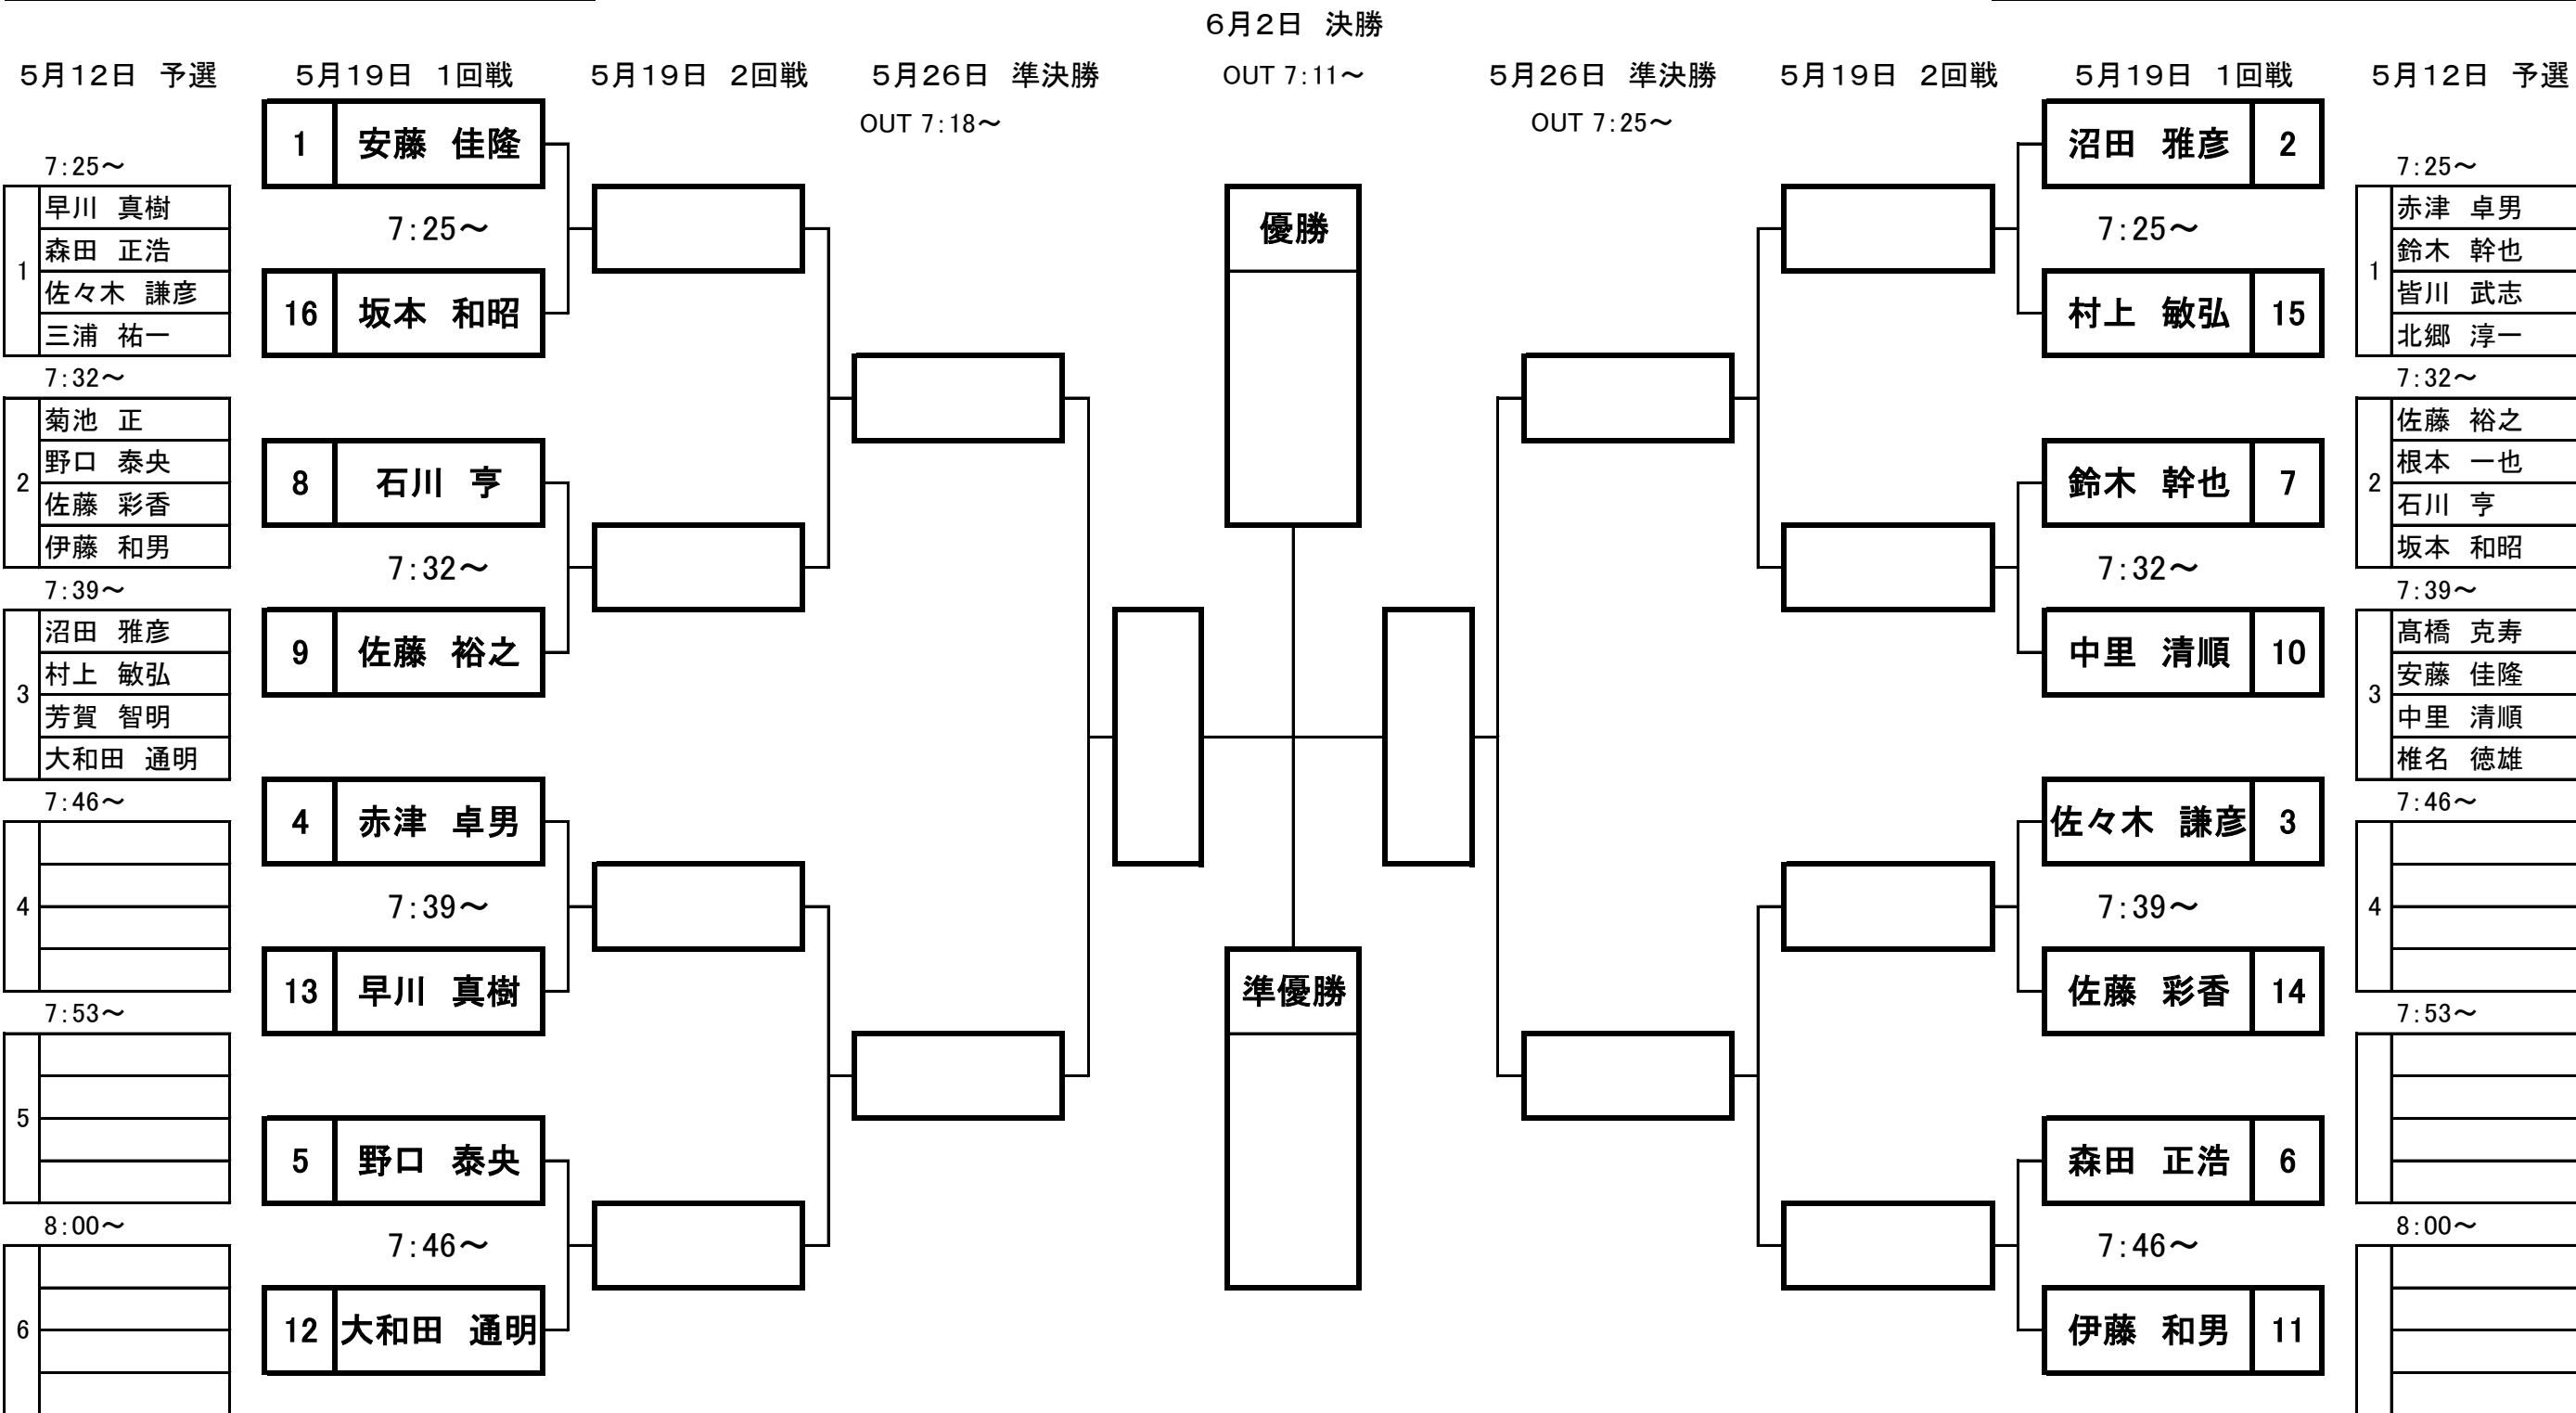 6月2日 決勝
5月12日 予選
5月19日 1回戦
5月19日 2回戦
5月26日 準決勝
OUT 7:11～
5月26日 準決勝
5月19日 2回戦
5月19日 1回戦
5月12日 予選
OUT 7:18～
OUT 7:25～
7:25～
1
早川 真樹
森田 正浩
佐々木 謙彦
三浦 祐一
7:32～
2
菊池 正
野口 泰央
佐藤 彩香
伊藤 和男
7:39～
3
沼田 雅彦
村上 敏弘
芳賀 智明
大和田 通明
7:46～
4
7:53～
5
8:00～
6
1 安藤 佳隆
7:25～
16 坂本 和昭
8 石川 亨
7:32～
9 佐藤 裕之
4 赤津 卓男
7:39～
13 早川 真樹
5 野口 泰央
7:46～
12 大和田 通明
優勝
準優勝
沼田 雅彦 2
7:25～
村上 敏弘 15
鈴木 幹也 7
7:32～
中里 清順 10
佐々木 謙彦 3
7:39～
佐藤 彩香 14
森田 正浩 6
7:46～
伊藤 和男 11
7:25～
1
赤津 卓男
鈴木 幹也
皆川 武志
北郷 淳一
7:32～
2
佐藤 裕之
根本 一也
石川 亨
坂本 和昭
7:39～
3
髙橋 克寿
安藤 佳隆
中里 清順
椎名 徳雄
7:46～
4
7:53～
8:00～